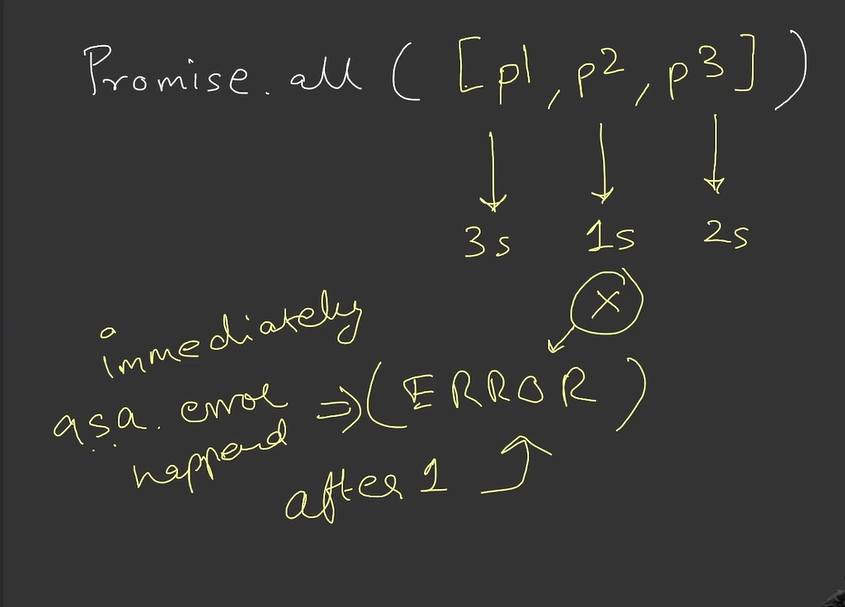 Promise.all ( [p1, p2, p3] )
3s 1s 2s
X
immediately
a.s.a. error
happend
=> ( ERROR )
after 1